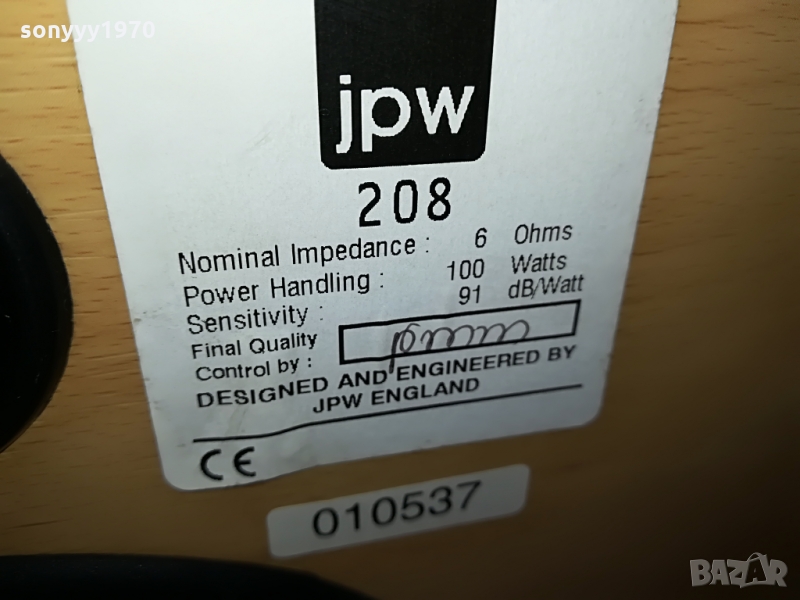 sonyyy1970
jpw
208
Nominal Impedance : 6 Ohms
Power Handling : 100 Watts
Sensitivity : 91 dB/Watt
Final Quality
Control by :
DESIGNED AND ENGINEERED BY
JPW ENGLAND
CE
010537
BAZAR